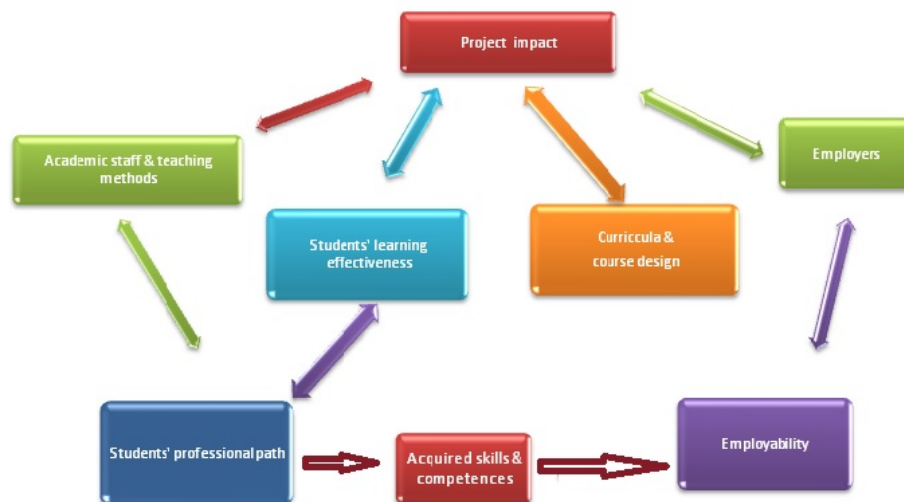 Project impact
Academic staff & teaching
methods
Employers
Students' learning
effectiveness
Curriccula &
course design
Students' professional path
Acquired skills &
competences
Employability